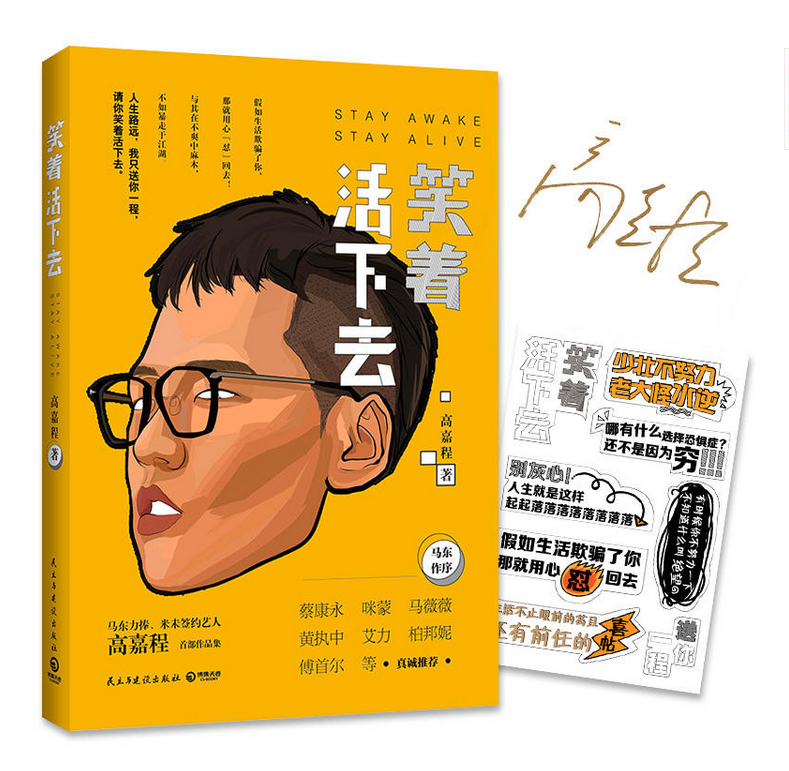 笑着活下去
STAY AWAKE
STAY ALIVE
高嘉程
著
民主与建设出版社
STAY AWAKE
STAY ALIVE
假如生活欺骗了你,
那就用心「忍」回去!
与其在不爽中麻木,
不如暴走于江湖。
人生路远,我只送你一程,
请你笑着活下去。
笑着
活下去
高嘉程
著
马东
作序
蔡康永 咪蒙 马薇薇
黄执中 艾力 柏邦妮
傅首尔 等 • 真诚推荐 •
马东力捧、米未签约艺人
高嘉程 首部作品集
民主与建设出版社 博集天卷
CS-BOOKY
高嘉程
笑着
活下去
少壮不努力
老大怪水逆
哪有什么选择恐惧症?
还不是因为穷!!!!
别灰心!
人生就是这样
起起落落落落落落落落
有时候你不努力一下
不知道什么叫绝望
假如生活欺骗了你
那就用心忍回去
生活不止眼前的苟且
还有前任的喜帖
送你
一程